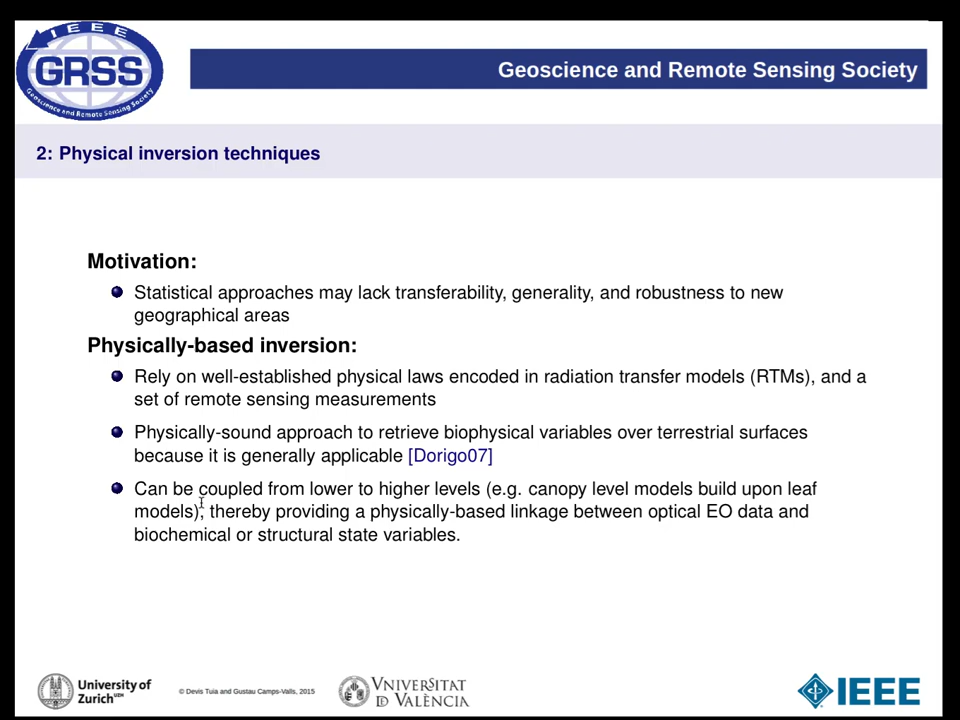 IEEE
GRSS
Geoscience and Remote Sensing Society
Geoscience and Remote Sensing Society
2: Physical inversion techniques
Motivation:
Statistical approaches may lack transferability, generality, and robustness to new
geographical areas
Physically-based inversion:
Rely on well-established physical laws encoded in radiation transfer models (RTMs), and a
set of remote sensing measurements
Physically-sound approach to retrieve biophysical variables over terrestrial surfaces
because it is generally applicable [Dorigo07]
Can be coupled from lower to higher levels (e.g. canopy level models build upon leaf
models), thereby providing a physically-based linkage between optical EO data and
biochemical or structural state variables.
University of
Zurich UZH
© Devis Tuia and Gustau Camps-Valls, 2015
VNIVERSITAT
DE VALÈNCIA
IEEE